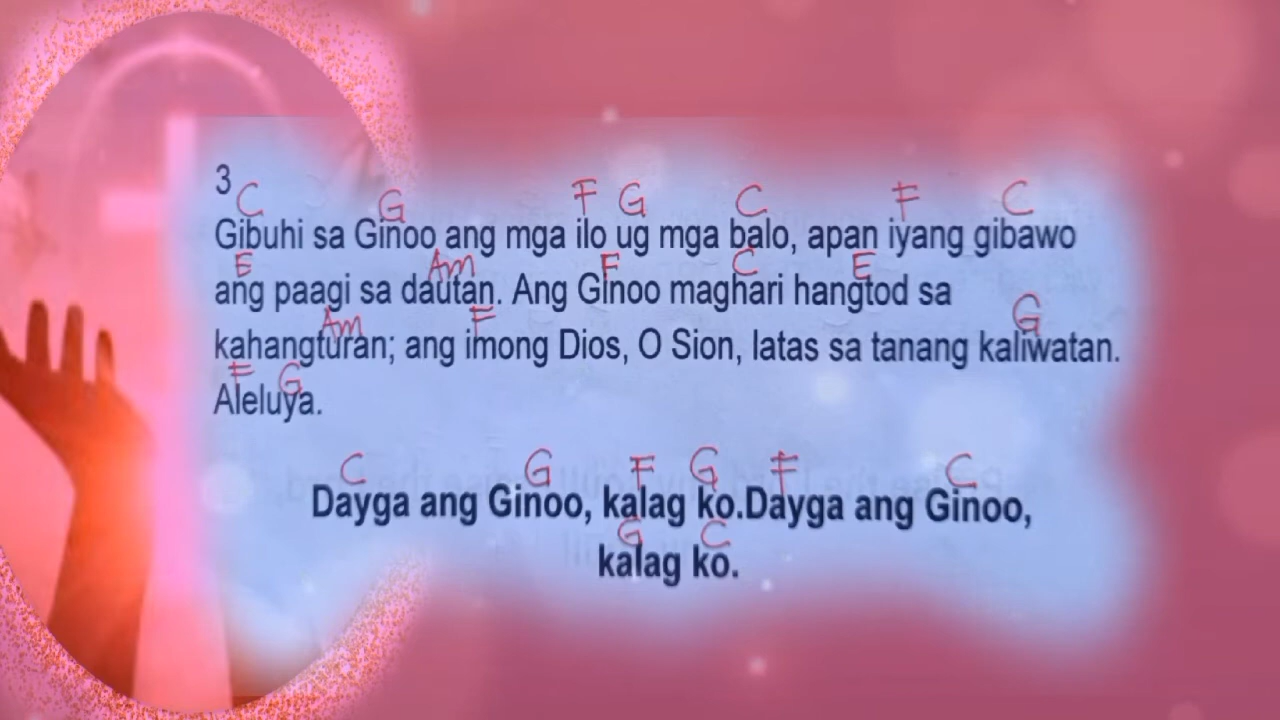 3
C G F G C F C
Gibuhi sa Ginoo ang mga ilo ug mga balo, apan iyang gibawo
E Am F C E
ang paagi sa dautan. Ang Ginoo maghari hangtod sa
Am F G
kahangturan; ang imong Dios, O Sion, latas sa tanang kaliwatan.
F G
Aleluya.
C G F G F C
Dayga ang Ginoo, kalag ko.Dayga ang Ginoo,
G C
kalag ko.